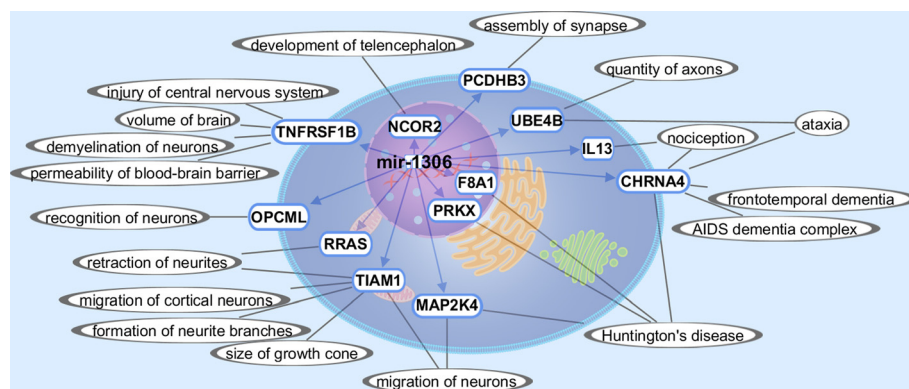 assembly of synapse
development of telencephalon
PCDHB3
quantity of axons
injury of central nervous system
volume of brain
TNFRSF1B
NCOR2
UBE4B
ataxia
nociception
demyelination of neurons
IL13
mir-1306
permeability of blood-brain barrier
F8A1
CHRNA4
frontotemporal dementia
recognition of neurons
OPCML
PRKX
AIDS dementia complex
RRAS
retraction of neurites
TIAM1
migration of cortical neurons
MAP2K4
formation of neurite branches
Huntington's disease
size of growth cone
migration of neurons